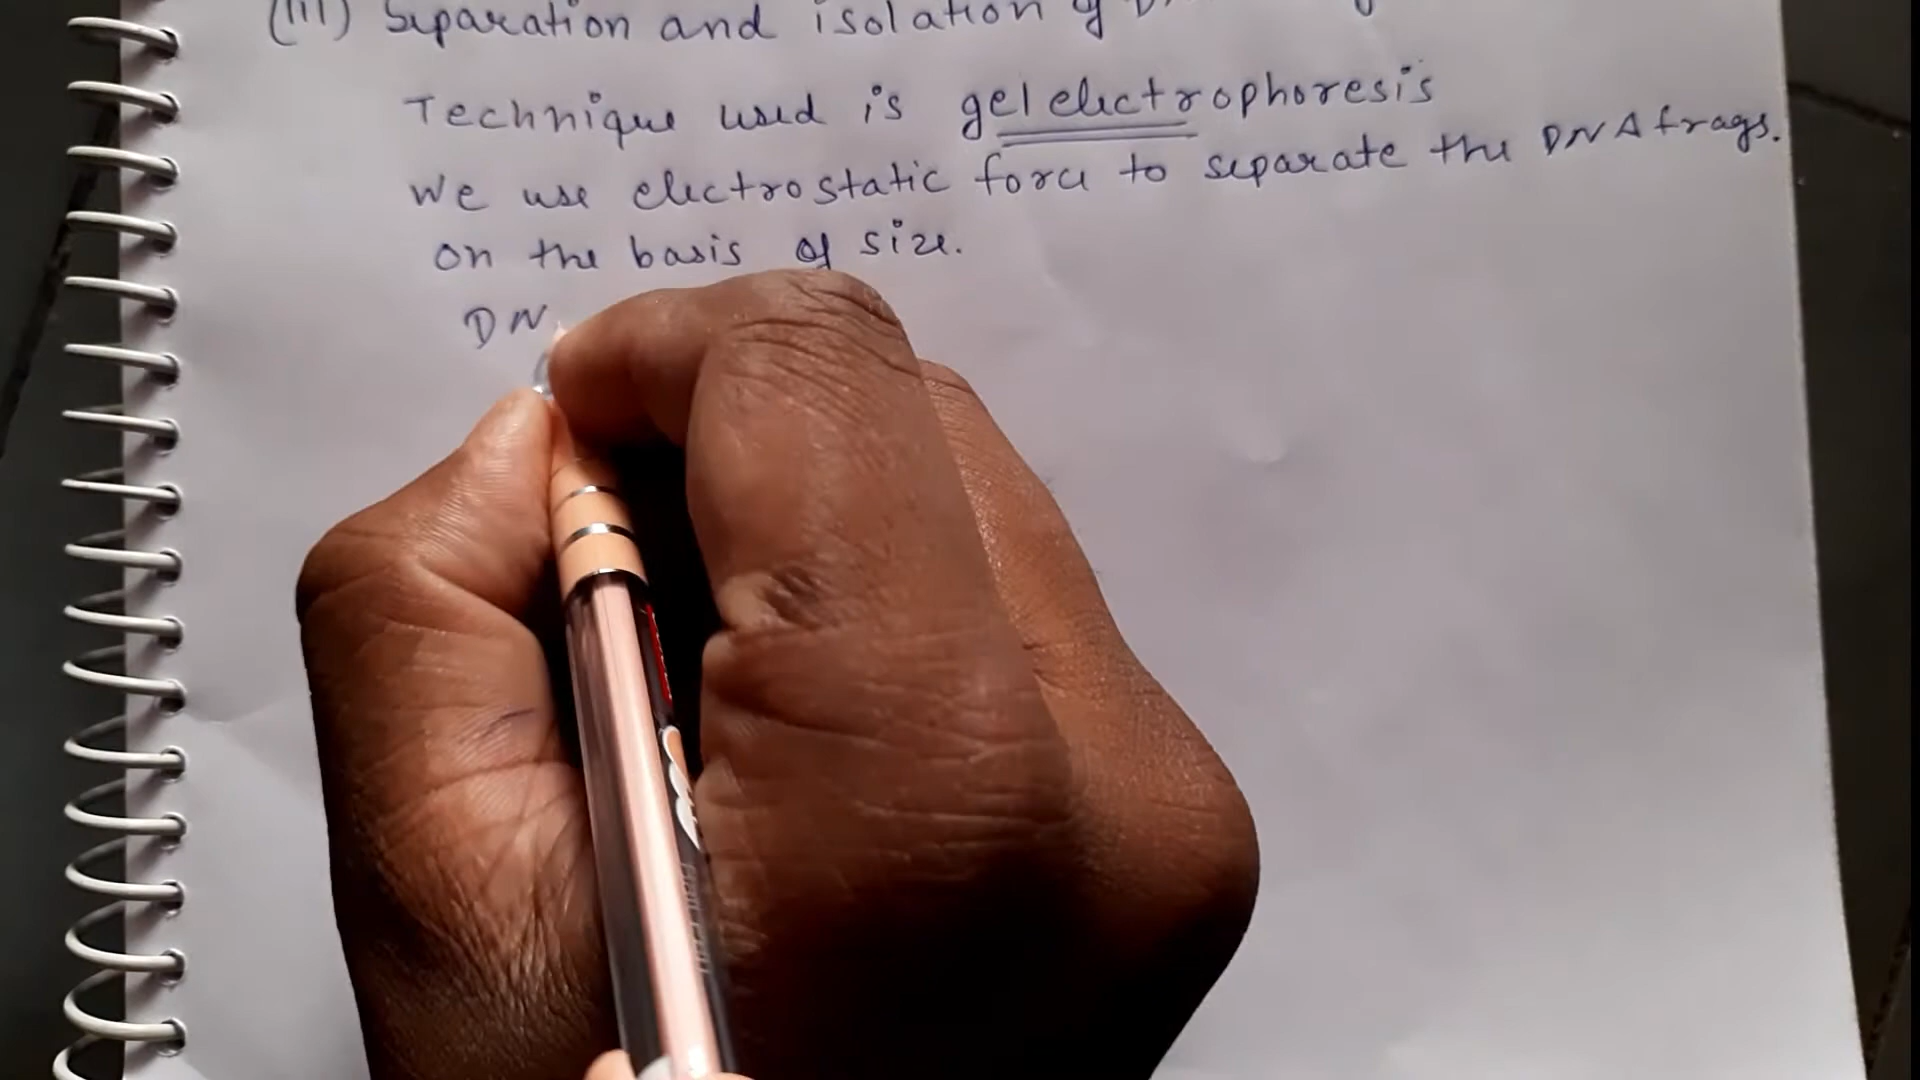 (iii) Separation and isolation of
Technique used is gel electrophoresis
We use electrostatic force to separate the DNA frags.
on the basis of size.
DN